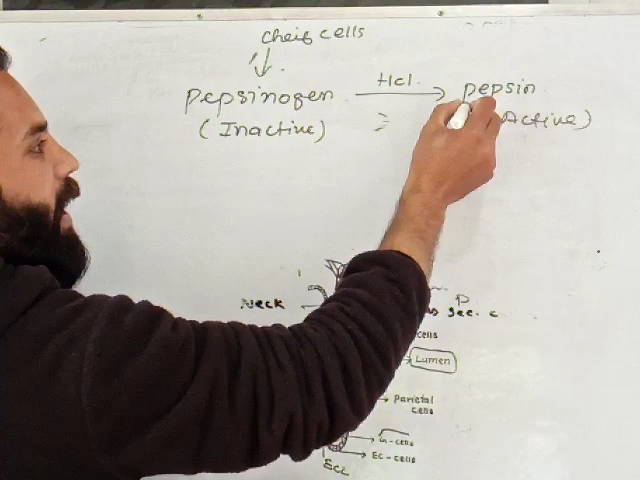 cheif cells
pepsinogen HCl. pepsin
(Inactive) Active)
Neck
P
Sec. c
cells
Lumen
Parietal
cells
G-cells
Ec-cells
ECL